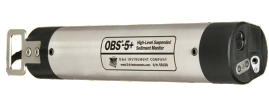 OBS-5+
High-Level Suspended
Sediment Monitor
D & A INSTRUMENT COMPANY